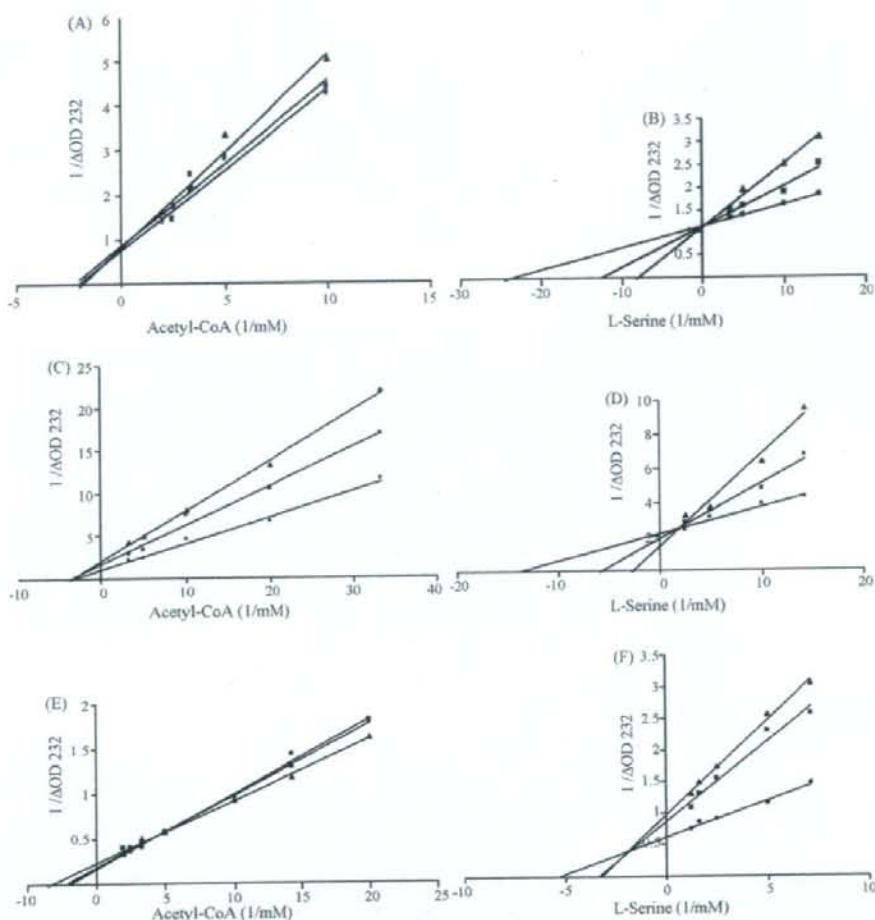 (A)
1 /ΔOD 232
6
5
4
3
2
1
-5 0 5 10 15
Acetyl-CoA (1/mM)
(B)
1 /ΔOD 232
3.5
3
2.5
2
1.5
1
0.5
-30 -20 -10 0 10 20
L-Serine (1/mM)
(C)
1 /ΔOD 232
25
20
15
10
5
-10 0 10 20 30 40
Acetyl-CoA (1/mM)
(D)
1 /ΔOD 232
10
8
6
4
-20 -10 0 10 20
L-Serine (1/mM)
(E)
1 /ΔOD 232
2
1.5
1
0.5
-5 0 5 10 15 20 25
Acetyl-CoA (1/mM)
(F)
1 /ΔOD 232
3.5
3
2.5
2
1.5
1
-10 -5 0 5 10
L-Serine (1/mM)